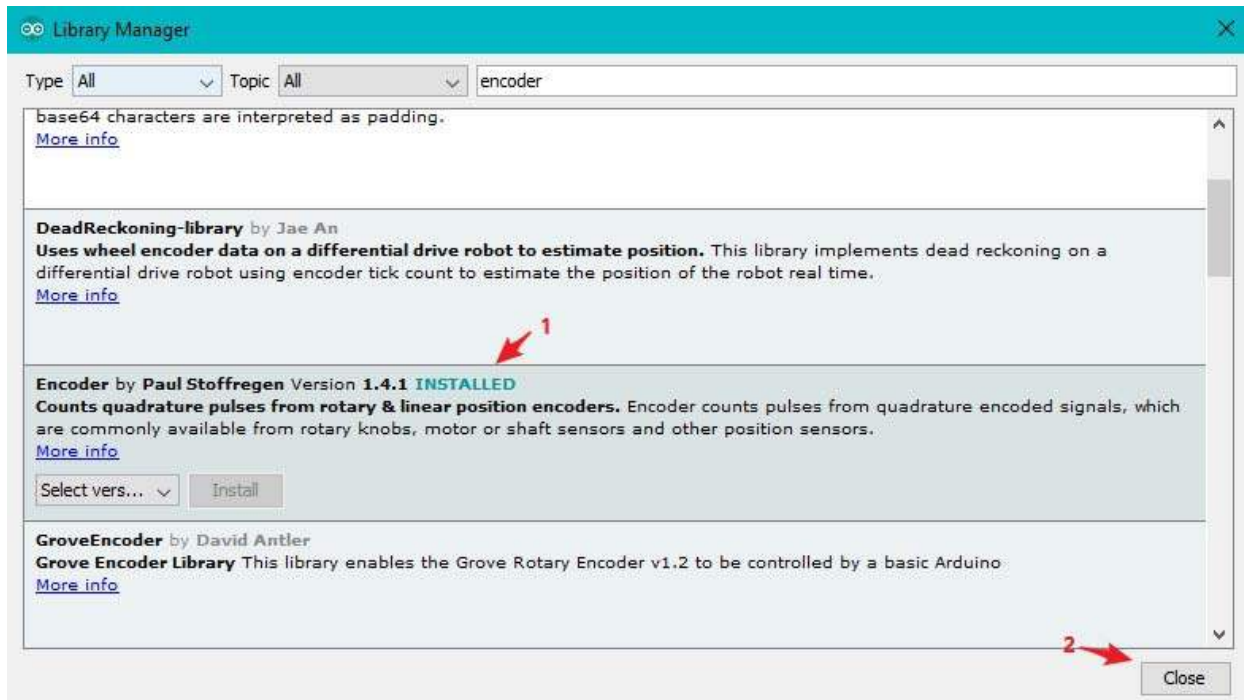 Library Manager
Type All Topic All encoder
base64 characters are interpreted as padding.
More info
DeadReckoning-library by Jae An
Uses wheel encoder data on a differential drive robot to estimate position. This library implements dead reckoning on a
differential drive robot using encoder tick count to estimate the position of the robot real time.
More info
1
Encoder by Paul Stoffregen Version 1.4.1 INSTALLED
Counts quadrature pulses from rotary & linear position encoders. Encoder counts pulses from quadrature encoded signals, which
are commonly available from rotary knobs, motor or shaft sensors and other position sensors.
More info
Select vers... Install
GroveEncoder by David Antler
Grove Encoder Library This library enables the Grove Rotary Encoder v1.2 to be controlled by a basic Arduino
More info
2
Close